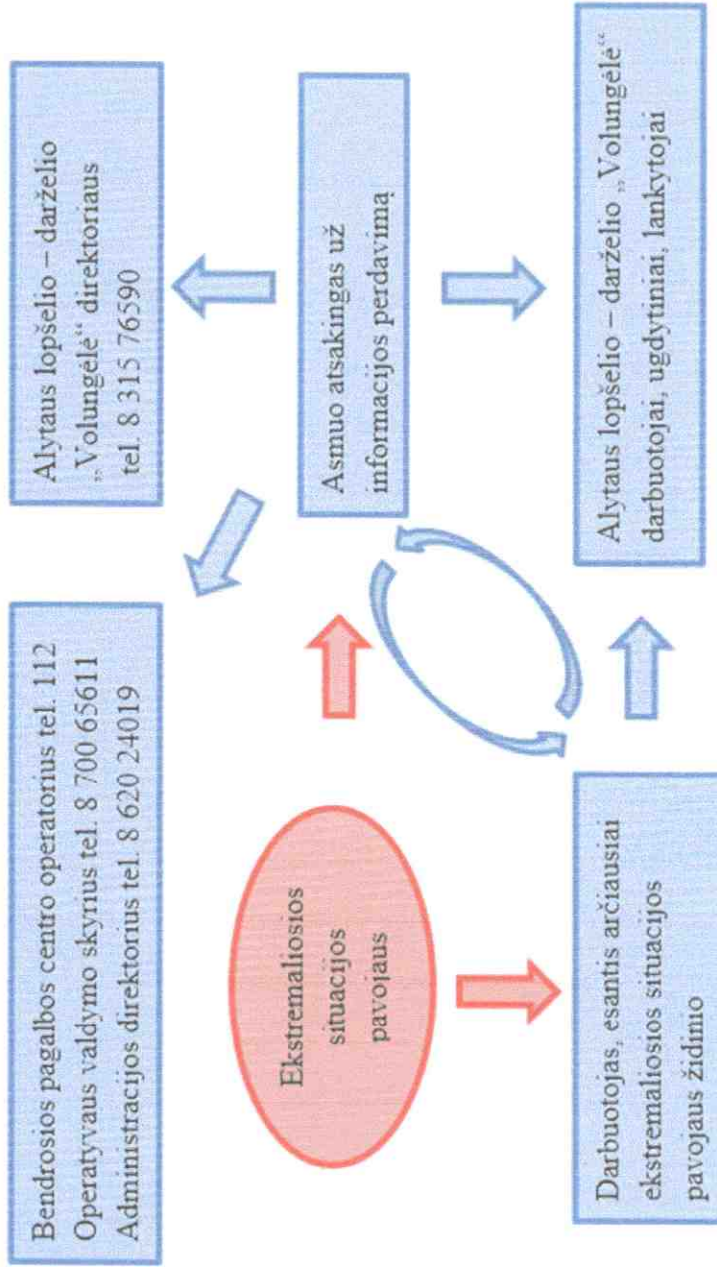 Bendrosios pagalbos centro operatorius tel. 112
Operatyvaus valdymo skyrius tel. 8 700 65611
Administracijos direktorius tel. 8 620 24019
Alytaus lopšelio – darželio
„Volungėlė“ direktoriaus
tel. 8 315 76590
Ekstremaliosios
situacijos
pavojaus
Asmuo atsakingas už
informacijos perdavimą
Darbuotojas, esantis arčiausiai
ekstremaliosios situacijos
pavojaus židinio
Alytaus lopšelio – darželio „Volungėlė“
darbuotojai, ugdytiniai, lankytojai